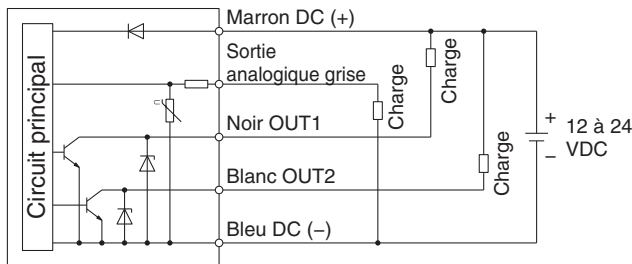 Marron DC (+)
Sortie
analogique grise
Noir OUT1
Blanc OUT2
Bleu DC (−)
Circuit principal
Charge
Charge
Charge
+
12 à 24
VDC
−